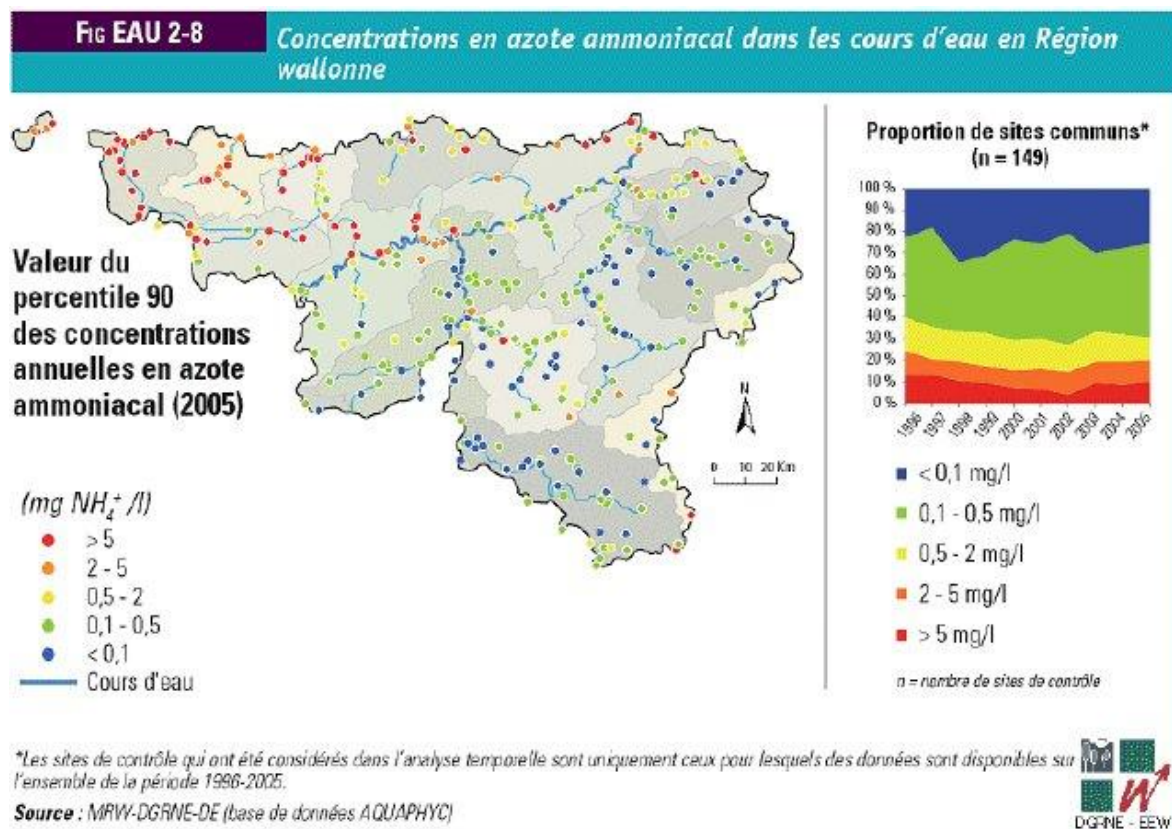 FIG EAU 2-8
Concentrations en azote ammoniacal dans les cours d'eau en Région
wallonne
Valeur du
percentile 90
des concentrations
annuelles en azote
ammoniacal (2005)
(mg NH₄⁺ /l)
> 5
2 - 5
0,5 - 2
0,1 - 0,5
< 0,1
Cours d'eau
N
0 10 20 Km
Proportion de sites communs*
(n = 149)
100 %
90 %
80 %
70 %
60 %
50 %
40 %
30 %
20 %
10 %
0 %
1996 1997 1998 1999 2000 2001 2002 2003 2004 2005
< 0,1 mg/l
0,1 - 0,5 mg/l
0,5 - 2 mg/l
2 - 5 mg/l
> 5 mg/l
n = nombre de sites de contrôle
*Les sites de contrôle qui ont été considérés dans l'analyse temporelle sont uniquement ceux pour lesquels des données sont disponibles sur
l'ensemble de la période 1996-2005.
Source : MRW-DGRNE-DE (base de données AQUAPHYC)
DGRNE - EEW